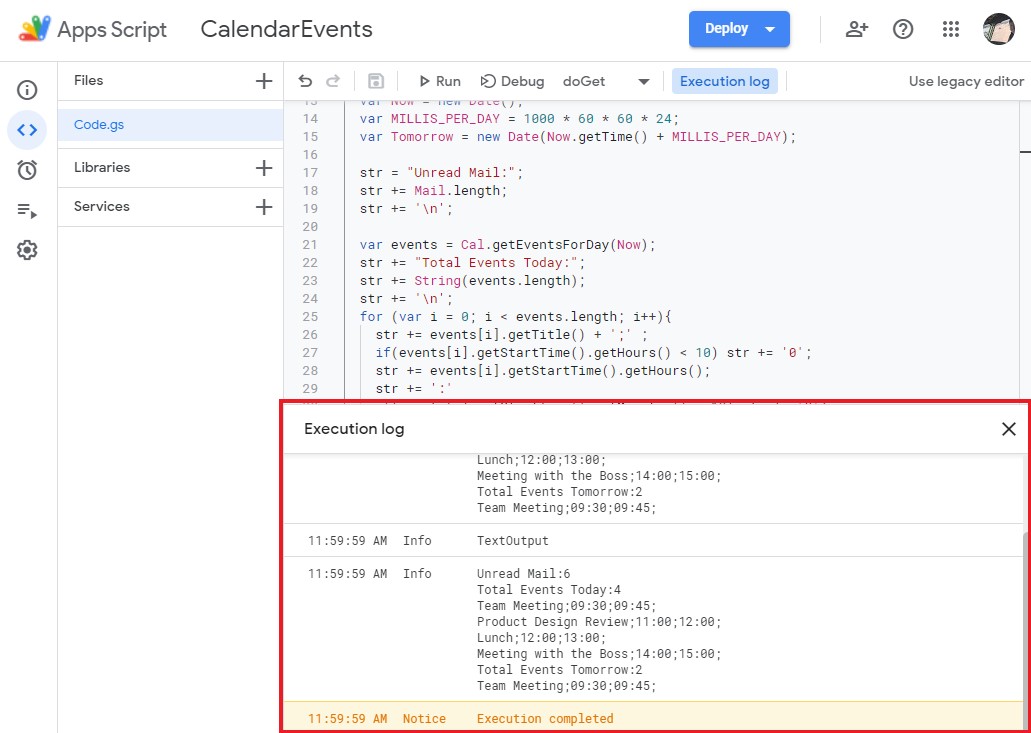 Apps Script
CalendarEvents
Deploy
Files
Run
Debug
doGet
Execution log
Use legacy editor
Code.gs
Libraries
Services
13 var Now = new Date();
14 var MILLIS_PER_DAY = 1000 * 60 * 60 * 24;
15 var Tomorrow = new Date(Now.getTime() + MILLIS_PER_DAY);
16
17 str = "Unread Mail:";
18 str += Mail.length;
19 str += '\n';
20
21 var events = Cal.getEventsForDay(Now);
22 str += "Total Events Today:";
23 str += String(events.length);
24 str += '\n';
25 for (var i = 0; i < events.length; i++){
26 str += events[i].getTitle() + ';' ;
27 if(events[i].getStartTime().getHours() < 10) str += '0';
28 str += events[i].getStartTime().getHours();
29 str += ':'
Execution log
Lunch;12:00;13:00;
Meeting with the Boss;14:00;15:00;
Total Events Tomorrow:2
Team Meeting;09:30;09:45;
11:59:59 AM Info TextOutput
11:59:59 AM Info Unread Mail:6
Total Events Today:4
Team Meeting;09:30;09:45;
Product Design Review;11:00;12:00;
Lunch;12:00;13:00;
Meeting with the Boss;14:00;15:00;
Total Events Tomorrow:2
Team Meeting;09:30;09:45;
11:59:59 AM Notice Execution completed